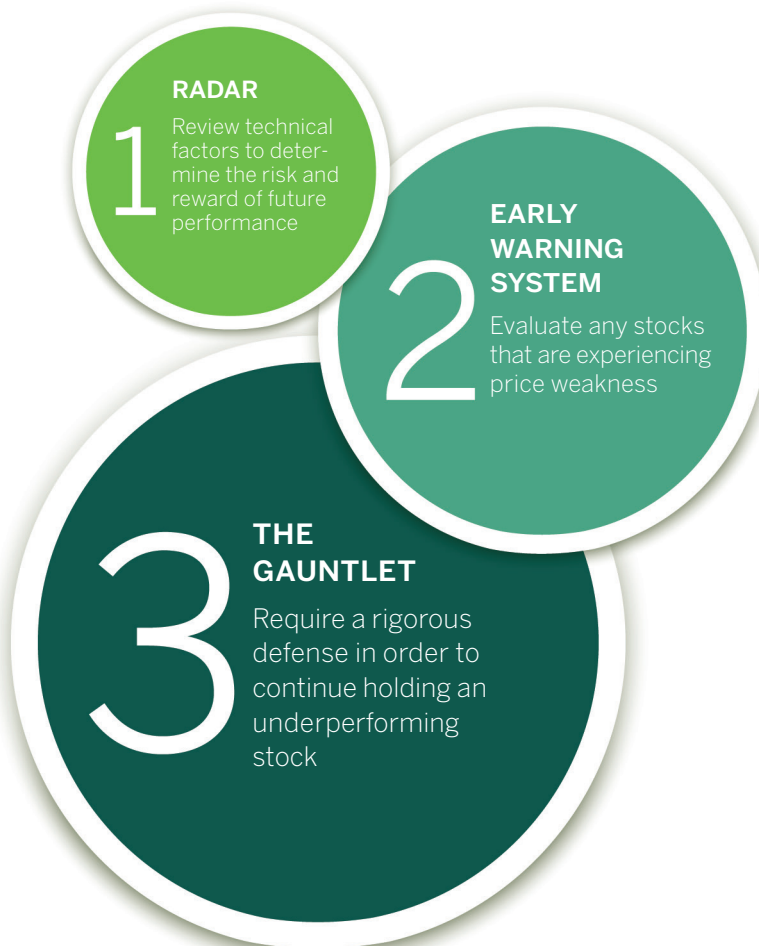 1
RADAR
Review technical
factors to deter-
mine the risk and
reward of future
performance
2
EARLY
WARNING
SYSTEM
Evaluate any stocks
that are experiencing
price weakness
3
THE
GAUNTLET
Require a rigorous
defense in order to
continue holding an
underperforming
stock